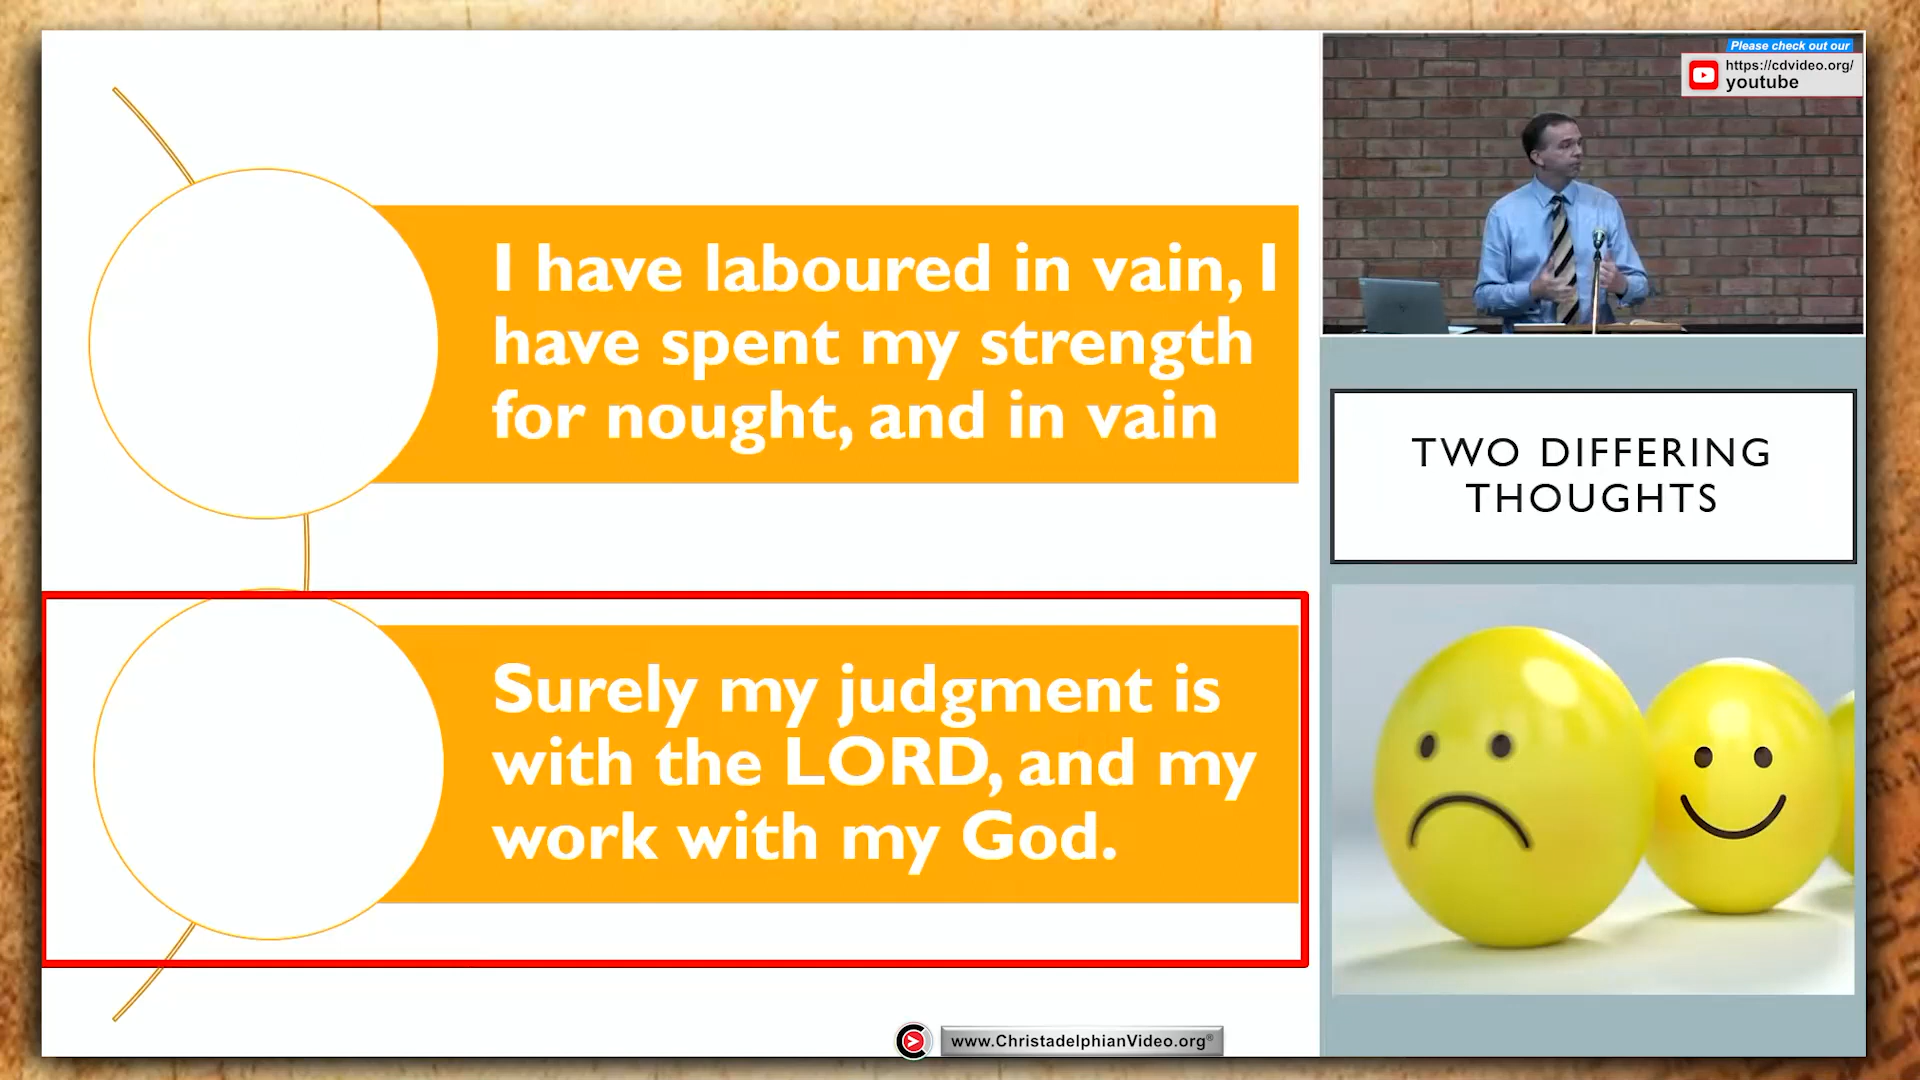 I have laboured in vain, I
have spent my strength
for nought, and in vain
Surely my judgment is
with the LORD, and my
work with my God.
Please check out our
https://cdvideo.org/
youtube
TWO DIFFERING
THOUGHTS
www.ChristadelphianVideo.org®